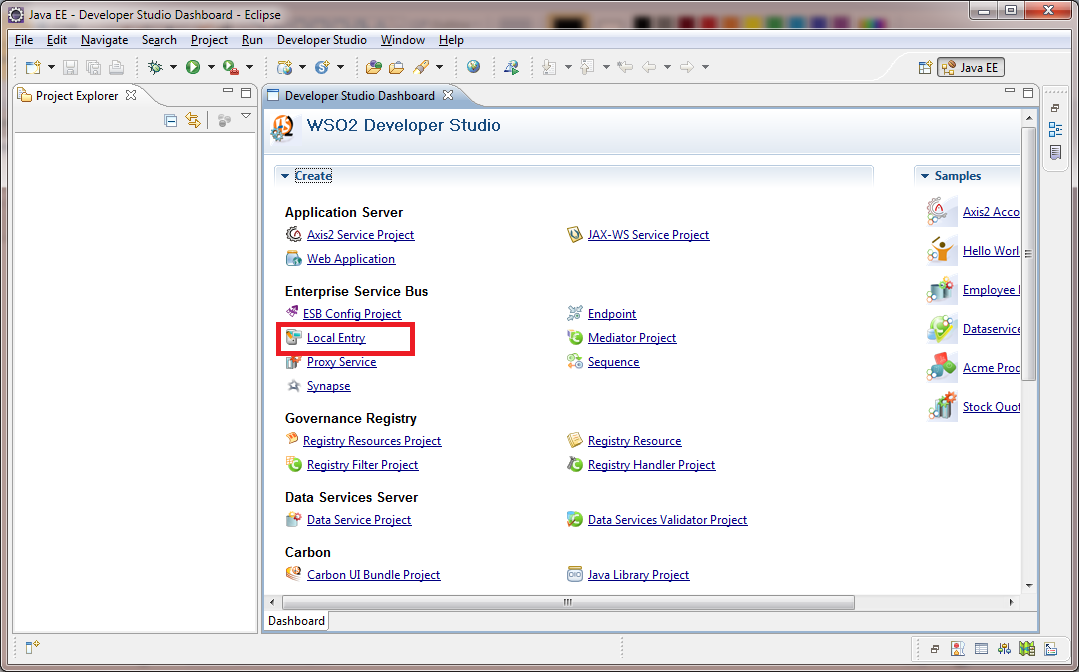 Java EE - Developer Studio Dashboard - Eclipse
File Edit Navigate Search Project Run Developer Studio Window Help
Java EE
Project Explorer
Developer Studio Dashboard
WSO2 Developer Studio
Create
Application Server
Axis2 Service Project JAX-WS Service Project
Web Application
Enterprise Service Bus
ESB Config Project Endpoint
Local Entry Mediator Project
Proxy Service Sequence
Synapse
Governance Registry
Registry Resources Project Registry Resource
Registry Filter Project Registry Handler Project
Data Services Server
Data Service Project Data Services Validator Project
Carbon
Carbon UI Bundle Project Java Library Project
Samples
Axis2 Acco
Hello Worl
Employee
Dataservice
Acme Proc
Stock Quot
Dashboard